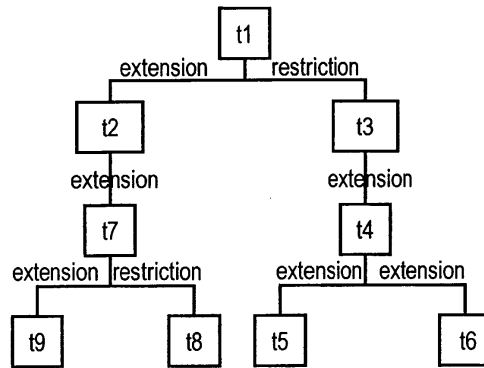 t1
extension restriction
t2 t3
extension extension
t7 t4
extension restriction extension extension
t9 t8 t5 t6